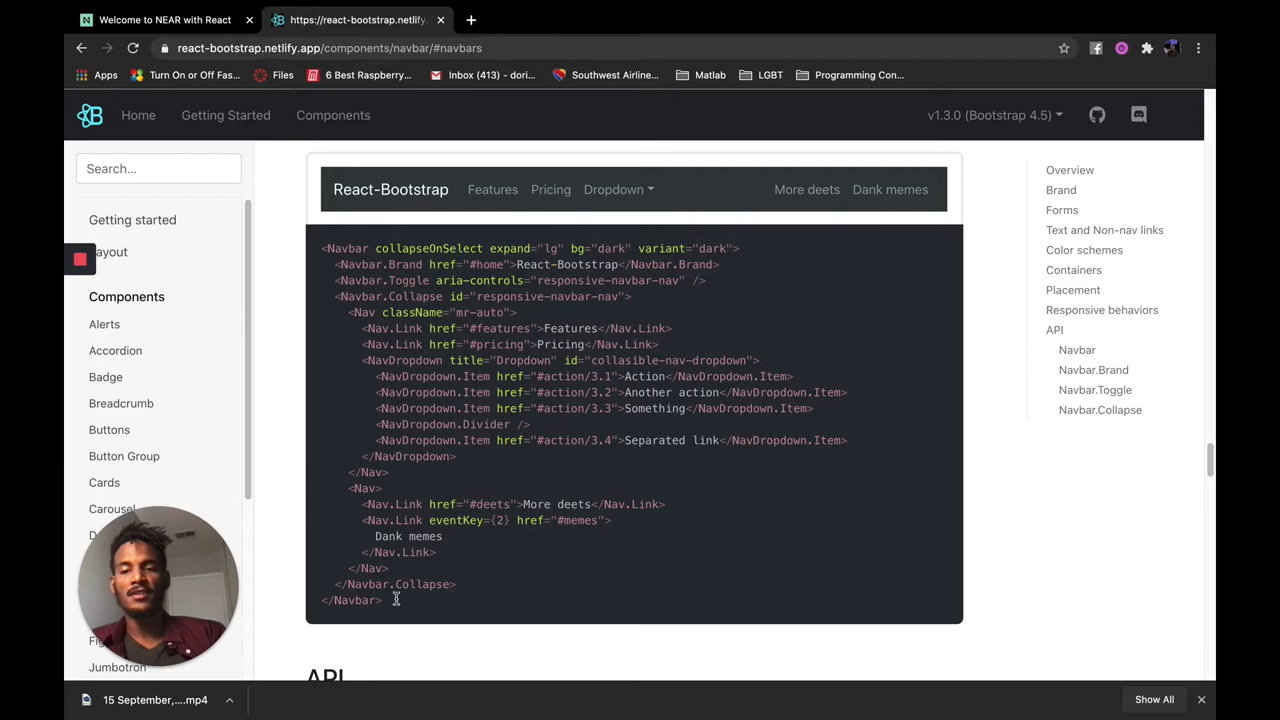 Welcome to NEAR with React
https://react-bootstrap.netlify.
react-bootstrap.netlify.app/components/navbar/#navbars
Apps
Turn On or Off Fas...
Files
6 Best Raspberry...
Inbox (413) - dori...
Southwest Airline...
Matlab
LGBT
Programming Con...
Home
Getting Started
Components
v1.3.0 (Bootstrap 4.5)
Search...
Getting started
ayout
Components
Alerts
Accordion
Badge
Breadcrumb
Buttons
Button Group
Cards
Carousel
D
Fig
Jumbotron
React-Bootstrap
Features
Pricing
Dropdown
More deets
Dank memes
<Navbar collapseOnSelect expand="lg" bg="dark" variant="dark">
<Navbar.Brand href="#home">React-Bootstrap</Navbar.Brand>
<Navbar.Toggle aria-controls="responsive-navbar-nav" />
<Navbar.Collapse id="responsive-navbar-nav">
<Nav className="mr-auto">
<Nav.Link href="#features">Features</Nav.Link>
<Nav.Link href="#pricing">Pricing</Nav.Link>
<NavDropdown title="Dropdown" id="collasible-nav-dropdown">
<NavDropdown.Item href="#action/3.1">Action</NavDropdown.Item>
<NavDropdown.Item href="#action/3.2">Another action</NavDropdown.Item>
<NavDropdown.Item href="#action/3.3">Something</NavDropdown.Item>
<NavDropdown.Divider />
<NavDropdown.Item href="#action/3.4">Separated link</NavDropdown.Item>
</NavDropdown>
</Nav>
<Nav>
<Nav.Link href="#deets">More deets</Nav.Link>
<Nav.Link eventKey={2} href="#memes">
Dank memes
</Nav.Link>
</Nav>
</Navbar.Collapse>
</Navbar>
API
Overview
Brand
Forms
Text and Non-nav links
Color schemes
Containers
Placement
Responsive behaviors
API
Navbar
Navbar.Brand
Navbar.Toggle
Navbar.Collapse
15 September,....mp4
Show All